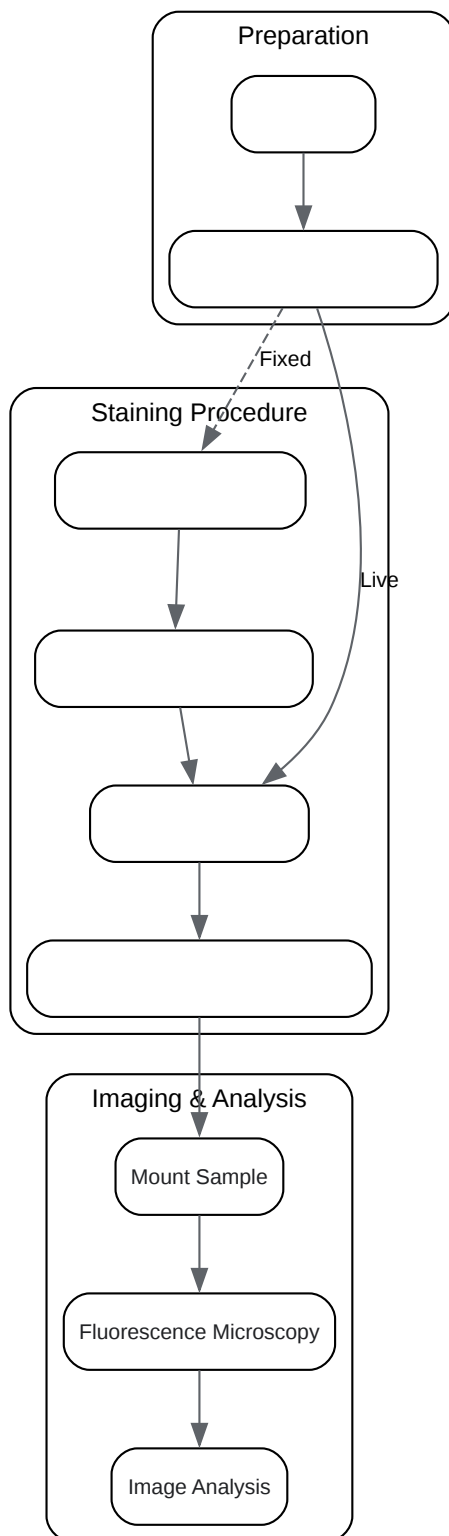 Preparation
Fixed
Staining Procedure
Live
Imaging & Analysis
Mount Sample
Fluorescence Microscopy
Image Analysis